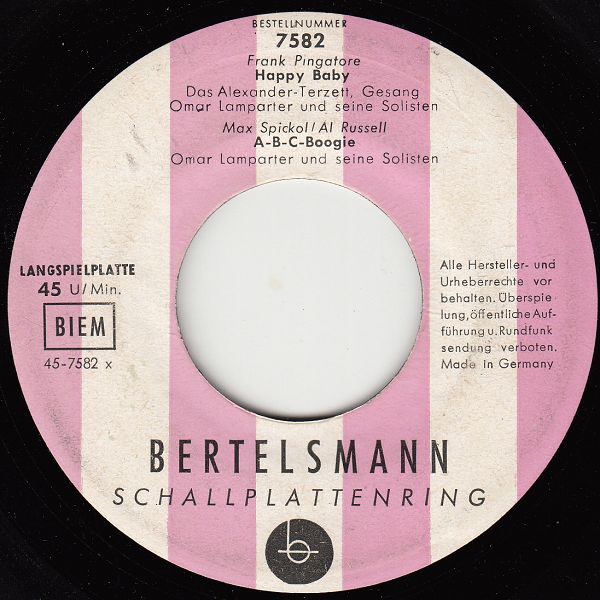 BESTELLNUMMER
7582
Frank Pingatore
Happy Baby
Das Alexander-Terzett, Gesang
Omar Lamparter und seine Solisten
Max Spickol/Al Russell
A-B-C-Boogie
Omar Lamparter und seine Solisten
LANGSPIELPLATTE
45 U/Min.
BIEM
45-7582 x
Alle Hersteller- und
Urheberrechte vor
behalten. Überspie
lung, öffentliche Auf-
führung u. Rundfunk
sendung verboten.
Made in Germany
BERTELSMANN
SCHALLPLATTENRING
b